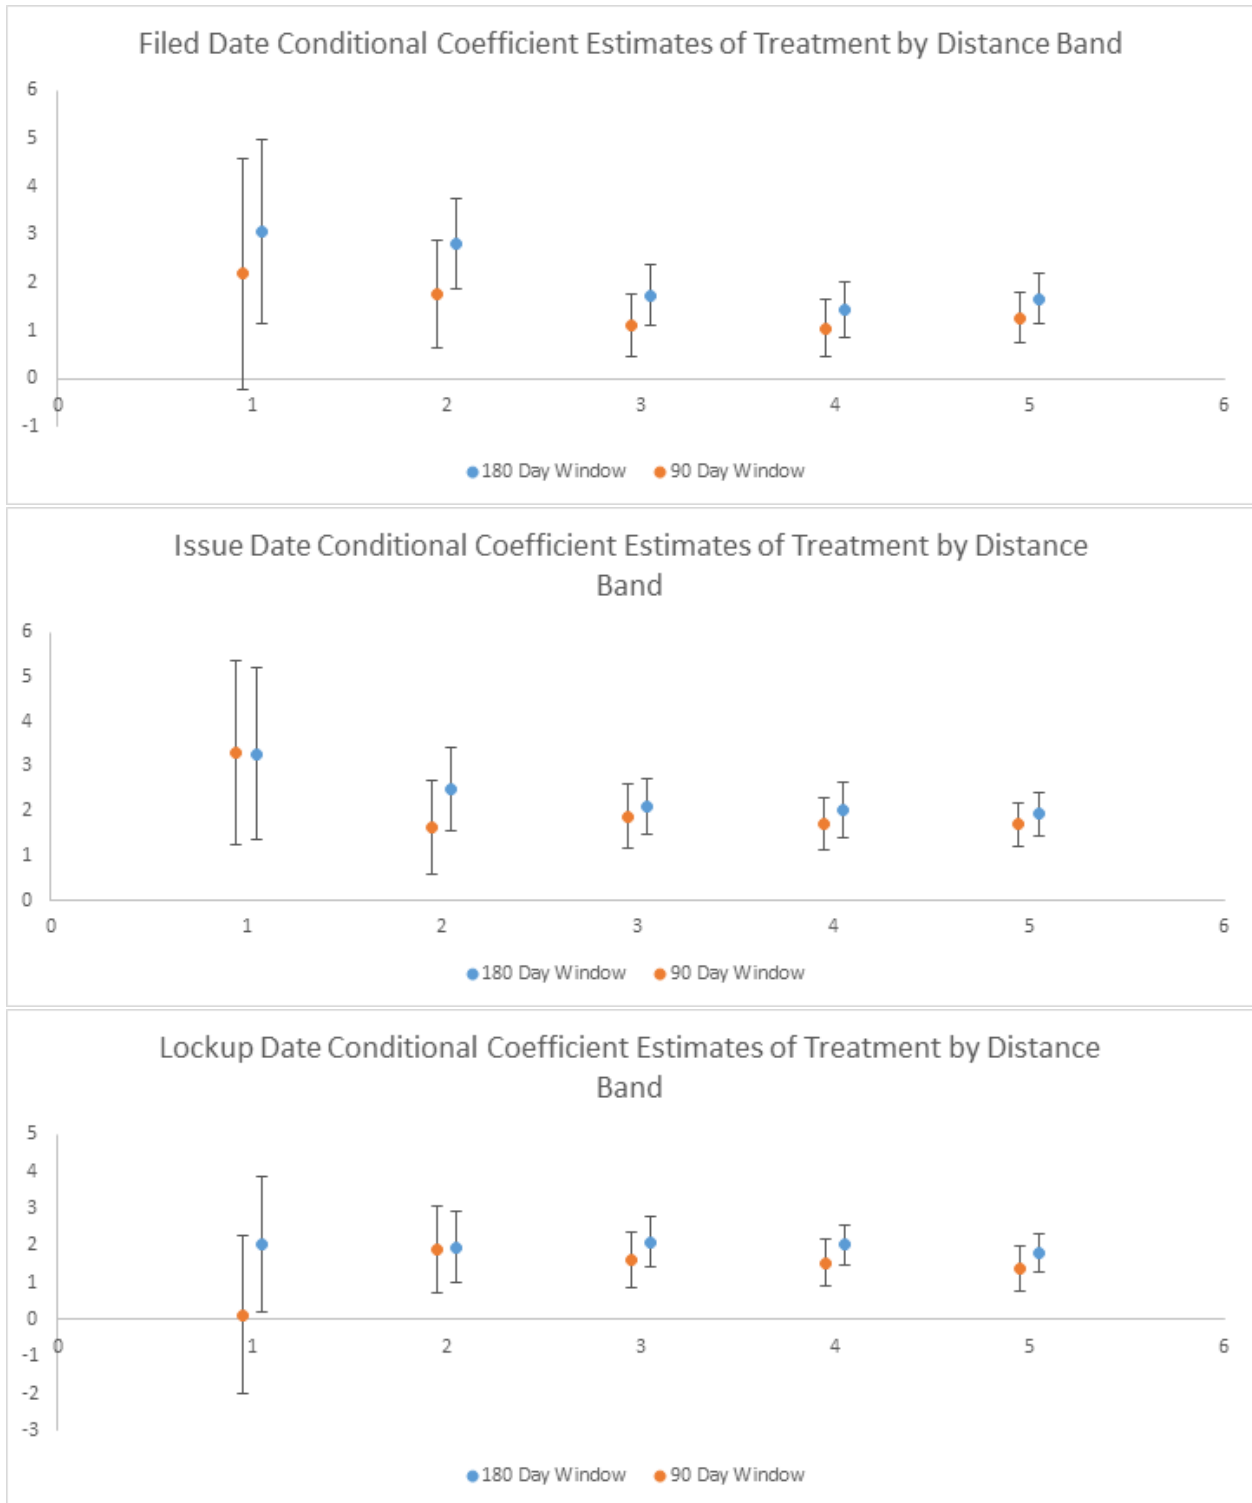 Filed Date Conditional Coefficient Estimates of Treatment by Distance Band
6
5
4
3
2
1
0
-1
0 1 2 3 4 5 6
180 Day Window 90 Day Window
Issue Date Conditional Coefficient Estimates of Treatment by Distance
Band
6
5
4
3
2
1
0
0 1 2 3 4 5 6
180 Day Window 90 Day Window
Lockup Date Conditional Coefficient Estimates of Treatment by Distance
Band
5
4
3
2
1
0
-1
-2
-3
0 1 2 3 4 5 6
180 Day Window 90 Day Window